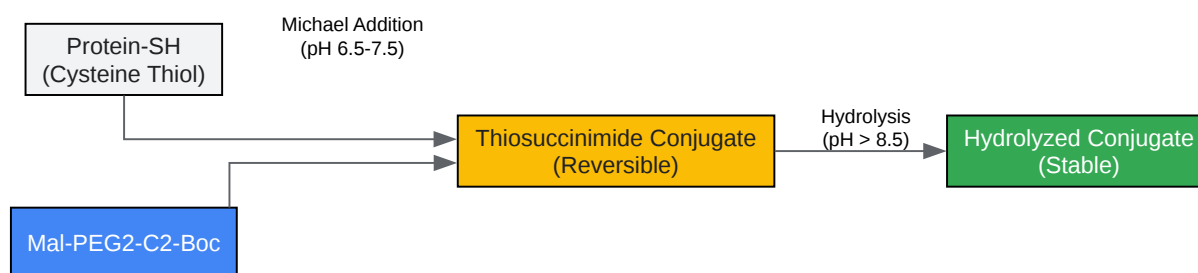 Michael Addition
(pH 6.5-7.5)
Protein-SH
(Cysteine Thiol)
Mal-PEG2-C2-Boc
Thiosuccinimide Conjugate
(Reversible)
Hydrolysis
(pH > 8.5)
Hydrolyzed Conjugate
(Stable)